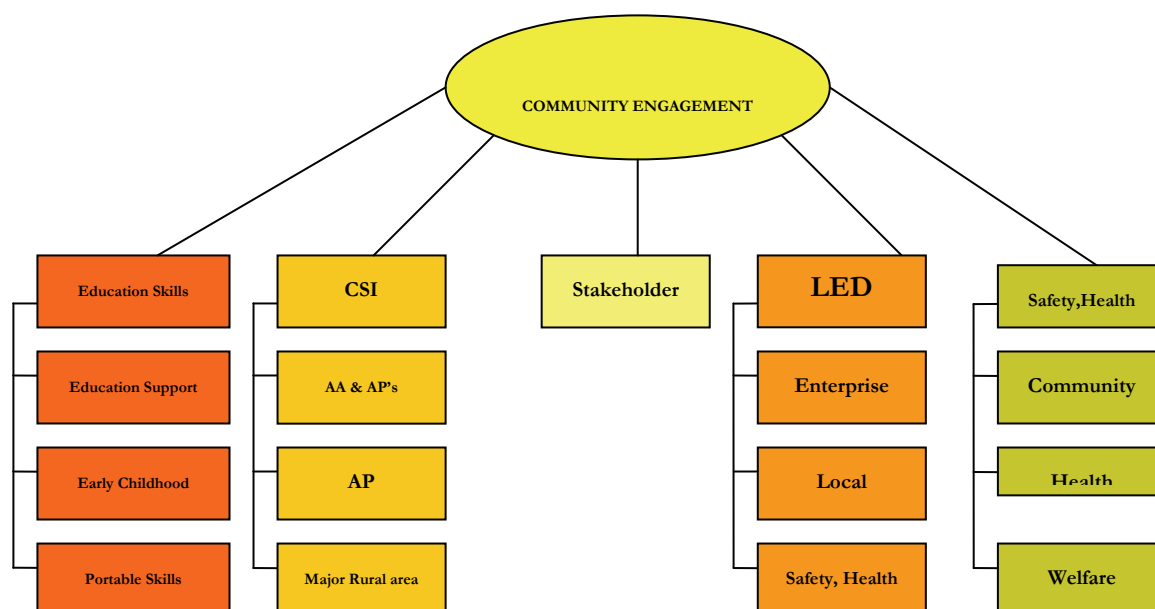 COMMUNITY ENGAGEMENT
Education Skills
CSI
Stakeholder
LED
Safety,Health
Education Support
AA & AP's
Enterprise
Community
Early Childhood
AP
Local
Health
Portable Skills
Major Rural area
Safety, Health
Welfare